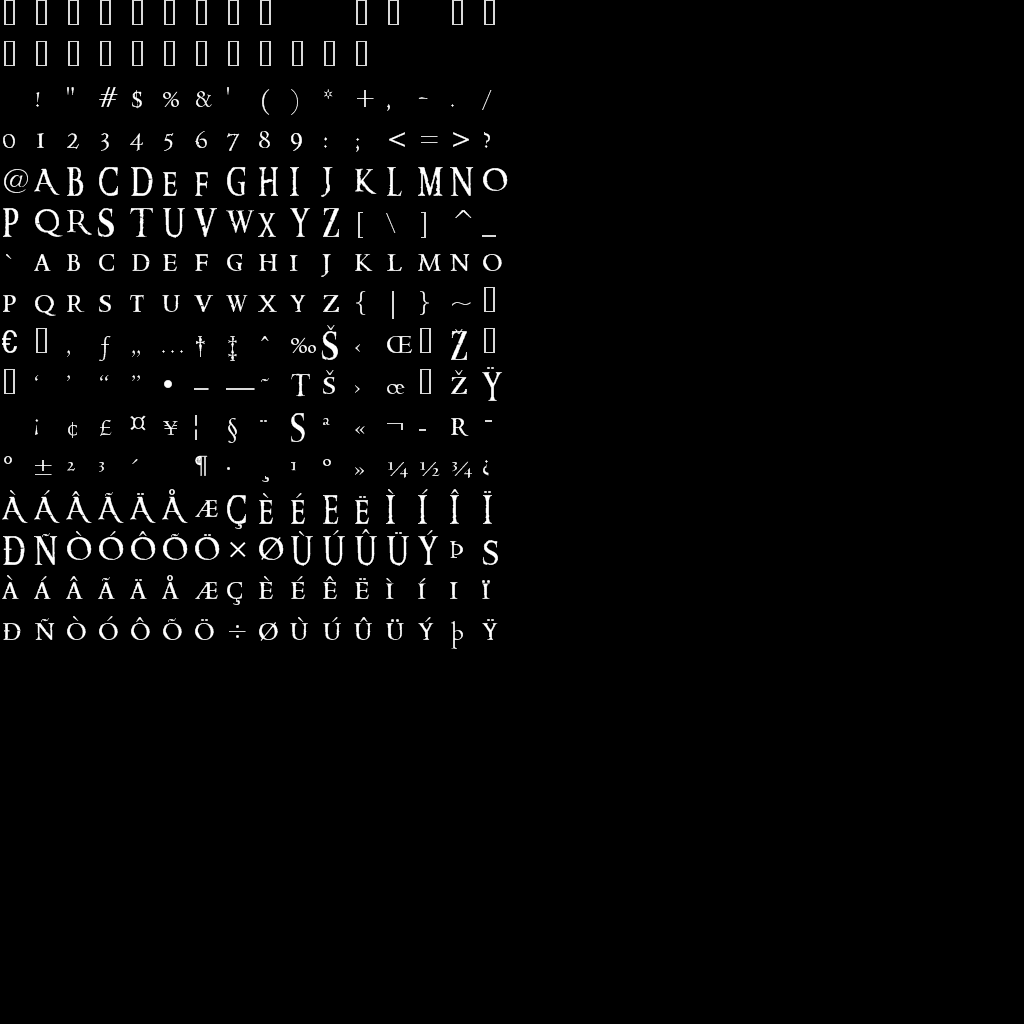 ! " # $ % & ' ( ) * + , - . /
0 1 2 3 4 5 6 7 8 9 : ; < = > ?
@ A B C D E F G H I J K L M N O
P Q R S T U V W X Y Z [ \ ] ^ _
` A B C D E F G H I J K L M N O
P Q R S T U V W X Y Z { | } ~
€ ‚ ƒ „ … † ‡ ˆ ‰ Š ‹ Œ Ž
‘ ’ “ ” • – — ˜ T Š › œ Ž Ÿ
¡ ¢ £ ¤ ¥ ¦ § ¨ S ª « ¬ - R ¯
° ± ² ³ ´ ¶ · ¸ ¹ º » ¼ ½ ¾ ¿
À Á Â Ã Ä Å Æ Ç È É E Ë Ì Í Î Ï
Ð Ñ Ò Ó Ô Õ Ö × Ø Ù Ú Û Ü Ý Þ S
À Á Â Ã Ä Å Æ Ç È É Ê Ë Ì Í I Ï
Ð Ñ Ò Ó Ô Õ Ö ÷ Ø Ù Ú Û Ü Ý þ Ÿ